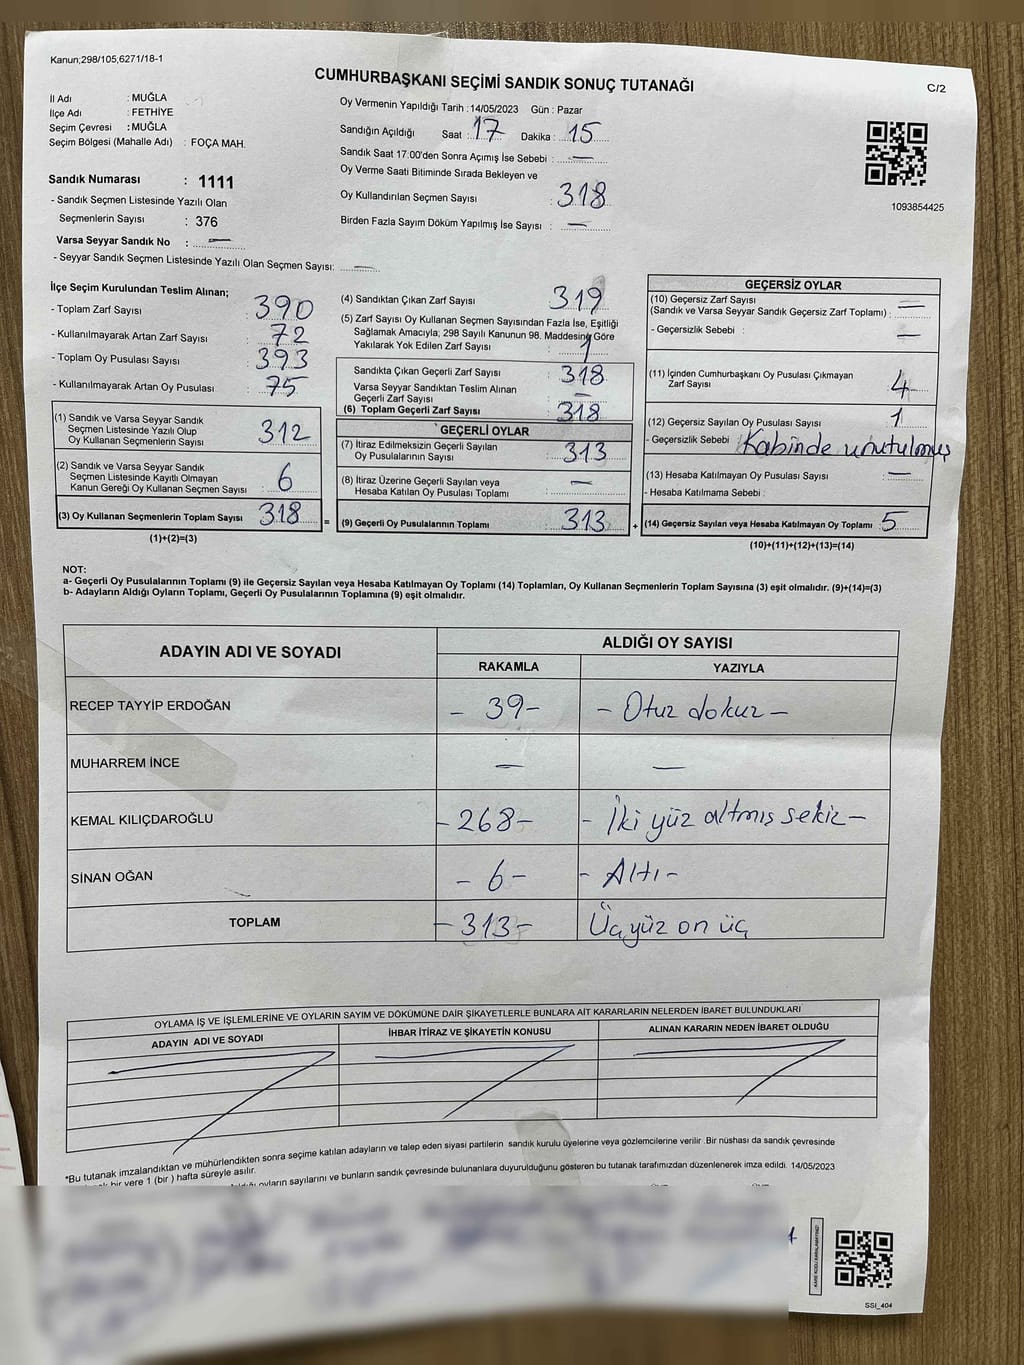 Kanun;298/105,6271/18-1
CUMHURBAŞKANI SEÇİMİ SANDIK SONUÇ TUTANAĞI
C/2
İl Adı : MUĞLA
İlçe Adı : FETHİYE
Seçim Çevresi : MUĞLA
Seçim Bölgesi (Mahalle Adı) : FOÇA MAH.
Sandık Numarası : 1111
- Sandık Seçmen Listesinde Yazılı Olan
Seçmenlerin Sayısı : 376
Varsa Seyyar Sandık No : —
- Seyyar Sandık Seçmen Listesinde Yazılı Olan Seçmen Sayısı: —
Oy Vermenin Yapıldığı Tarih :14/05/2023 Gün : Pazar
Sandığın Açıldığı Saat : 17 Dakika : 15
Sandık Saat 17.00'den Sonra Açımış İse Sebebi : —
Oy Verme Saati Bitiminde Sırada Bekleyen ve
Oy Kullandırılan Seçmen Sayısı : 318
Birden Fazla Sayım Döküm Yapılmış İse Sayısı : —
1093854425
İlçe Seçim Kurulundan Teslim Alınan;
- Toplam Zarf Sayısı : 390
- Kullanılmayarak Artan Zarf Sayısı : 72
- Toplam Oy Pusulası Sayısı : 393
- Kullanılmayarak Artan Oy Pusulası : 75
(1) Sandık ve Varsa Seyyar Sandık
Seçmen Listesinde Yazılı Olup
Oy Kullanan Seçmenlerin Sayısı : 312
(2) Sandık ve Varsa Seyyar Sandık
Seçmen Listesinde Kayıtlı Olmayan
Kanun Gereği Oy Kullanan Seçmen Sayısı : 6
(3) Oy Kullanan Seçmenlerin Toplam Sayısı : 318 =
(1)+(2)=(3)
(4) Sandıktan Çıkan Zarf Sayısı : 319
(5) Zarf Sayısı Oy Kullanan Seçmen Sayısından Fazla İse, Eşitliği
Sağlamak Amacıyla; 298 Sayılı Kanunun 98. Maddesine Göre
Yakılarak Yok Edilen Zarf Sayısı : 1
Sandıkta Çıkan Geçerli Zarf Sayısı : 318
Varsa Seyyar Sandıktan Teslim Alınan
Geçerli Zarf Sayısı : —
(6) Toplam Geçerli Zarf Sayısı : 318
GEÇERLİ OYLAR
(7) İtiraz Edilmeksizin Geçerli Sayılan
Oy Pusulalarının Sayısı : 313
(8) İtiraz Üzerine Geçerli Sayılan veya
Hesaba Katılan Oy Pusulası Toplamı : —
(9) Geçerli Oy Pusulalarının Toplamı : 313 +
GEÇERSİZ OYLAR
(10) Geçersiz Zarf Sayısı
(Sandık ve Varsa Seyyar Sandık Geçersiz Zarf Toplamı) : —
- Geçersizlik Sebebi : —
(11) İçinden Cumhurbaşkanı Oy Pusulası Çıkmayan
Zarf Sayısı : 4
(12) Geçersiz Sayılan Oy Pusulası Sayısı : 1
- Geçersizlik Sebebi : Kabinde unutulmuş
(13) Hesaba Katılmayan Oy Pusulası Sayısı : —
- Hesaba Katılmama Sebebi :
(14) Geçersiz Sayılan veya Hesaba Katılmayan Oy Toplamı : 5
(10)+(11)+(12)+(13)=(14)
NOT:
a- Geçerli Oy Pusulalarının Toplamı (9) ile Geçersiz Sayılan veya Hesaba Katılmayan Oy Toplamı (14) Toplamları, Oy Kullanan Seçmenlerin Toplam Sayısına (3) eşit olmalıdır. (9)+(14)=(3)
b- Adayların Aldığı Oyların Toplamı, Geçerli Oy Pusulalarının Toplamına (9) eşit olmalıdır.
ADAYIN ADI VE SOYADI ALDIĞI OY SAYISI
RAKAMLA YAZIYLA
RECEP TAYYİP ERDOĞAN - 39 - - Otuz dokuz -
MUHARREM İNCE — —
KEMAL KILIÇDAROĞLU - 268 - - İki yüz altmış sekiz -
SİNAN OĞAN - 6 - - Altı -
TOPLAM - 313 - Üçyüz on üç
OYLAMA İŞ VE İŞLEMLERİNE VE OYLARIN SAYIM VE DÖKÜMÜNE DAİR ŞİKAYETLERLE BUNLARA AİT KARARLARIN NELERDEN İBARET BULUNDUKLARI
ADAYIN ADI VE SOYADI İHBAR İTİRAZ VE ŞİKAYETİN KONUSU ALINAN KARARIN NEDEN İBARET OLDUĞU
*Bu tutanak imzalandıktan ve mühürlendikten sonra seçime katılan adayların ve talep eden siyasi partilerin sandık kurulu üyelerine veya gözlemcilerine verilir .Bir nüshası da sandık çevresinde
bir yere 1 (bir ) hafta süreyle asılır.
oyların sayılarını ve bunların sandık çevresinde bulunanlara duyurulduğunu gösteren bu tutanak tarafımızdan düzenlenerek imza edildi. 14/05/2023
KARE KODU KARALAMAYINIZ!
SSİ_404